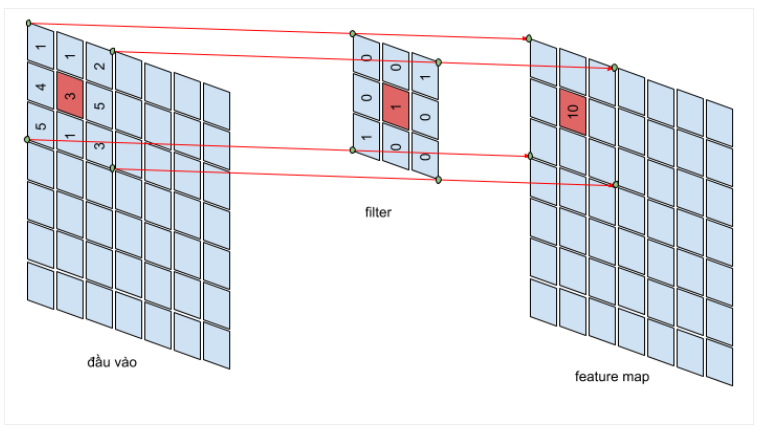 1 1 2
4 3 5
5 1 3
0 0 1
0 1 0
1 0 0
10
filter
đầu vào
feature map